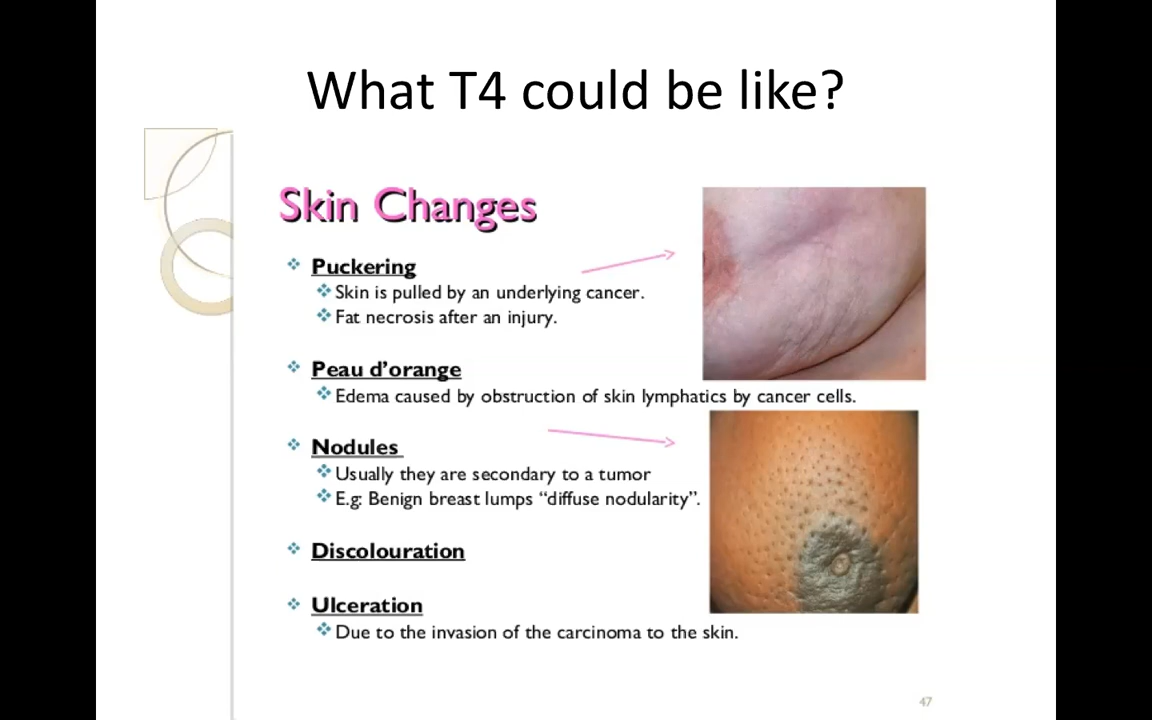 What T4 could be like?
Skin Changes
Puckering
Skin is pulled by an underlying cancer.
Fat necrosis after an injury.
Peau d’orange
Edema caused by obstruction of skin lymphatics by cancer cells.
Nodules
Usually they are secondary to a tumor
E.g: Benign breast lumps “diffuse nodularity”.
Discolouration
Ulceration
Due to the invasion of the carcinoma to the skin.
47